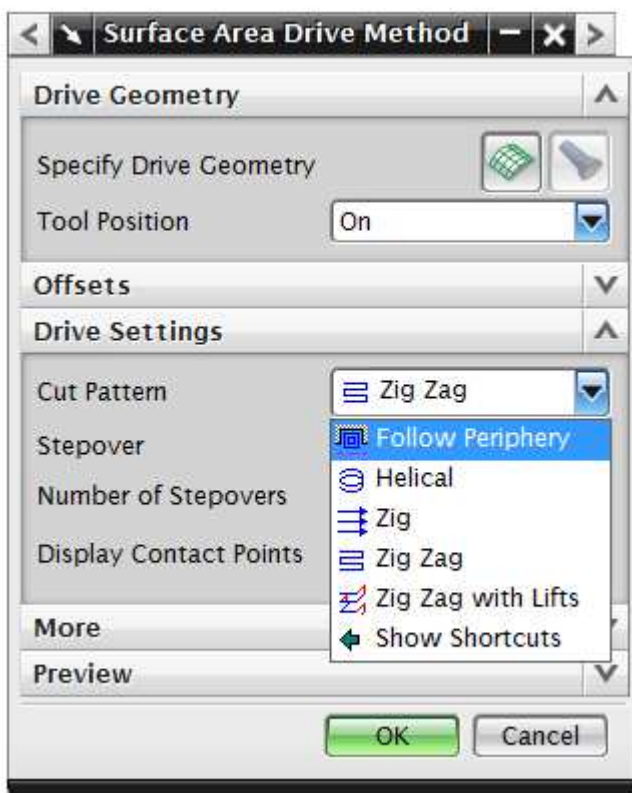 Surface Area Drive Method
Drive Geometry
Specify Drive Geometry
Tool Position On
Offsets
Drive Settings
Cut Pattern Zig Zag
Stepover Follow Periphery
Helical
Number of Stepovers
Zig
Display Contact Points Zig Zag
Zig Zag with Lifts
More Show Shortcuts
Preview
OK Cancel